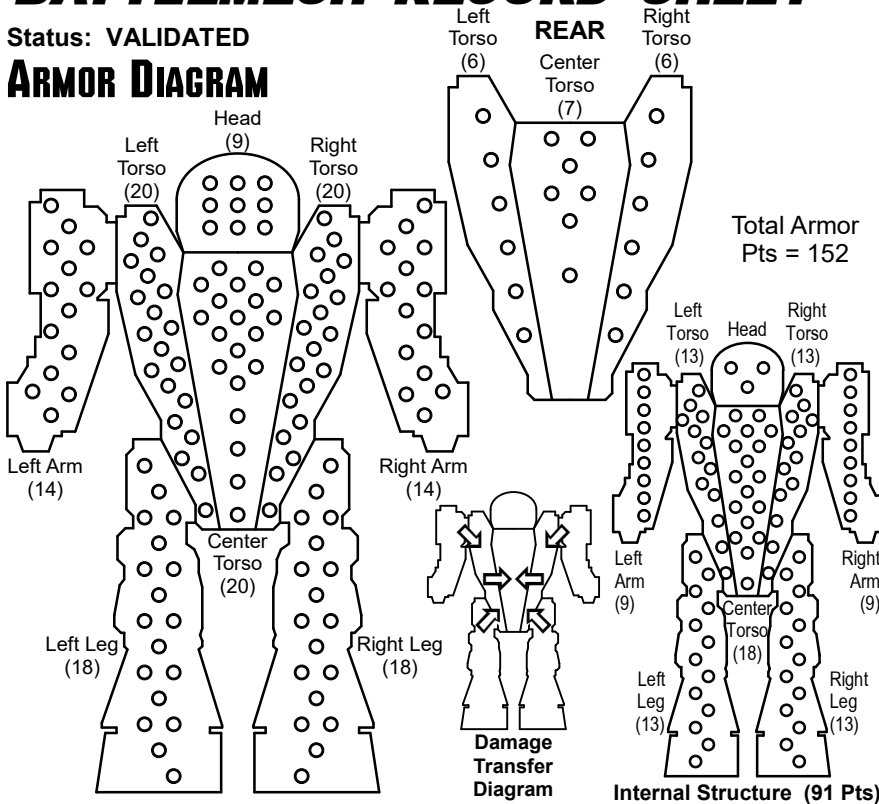 BATTLEMECH RECORD SHEET
Status: VALIDATED
ARMOR DIAGRAM
Left
Torso
(20)
Head
(9)
Right
Torso
(20)
Left
Torso
(6)
REAR
Center
Torso
(7)
Right
Torso
(6)
Total Armor
Pts = 152
Left Arm
(14)
Right Arm
(14)
Center
Torso
(20)
Left Leg
(18)
Right Leg
(18)
Damage
Transfer
Diagram
Left
Torso
(13)
Head
Right
Torso
(13)
Left
Arm
(9)
Right
Arm
(9)
Center
Torso
(18)
Left
Leg
(13)
Right
Leg
(13)
Internal Structure (91 Pts)